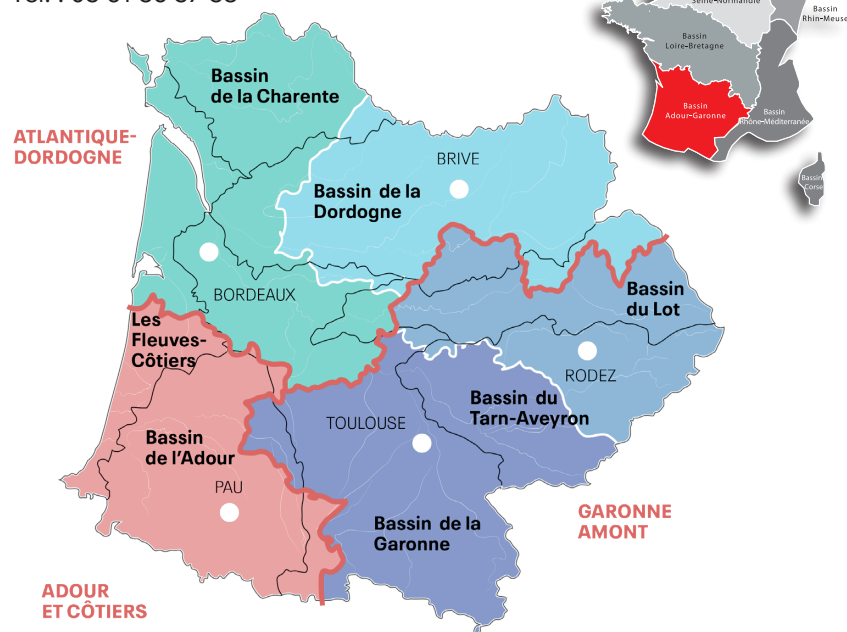 Seine-Normandie
Bassin
Rhin-Meuse
Bassin
Loire-Bretagne
Bassin
Adour-Garonne
Bassin
Rhône-Méditerranée
Bassin
Corse
Bassin
de la Charente
ATLANTIQUE-
DORDOGNE
BRIVE
Bassin de la
Dordogne
BORDEAUX
Bassin
du Lot
Les
Fleuves-
Côtiers
RODEZ
Bassin du
Tarn-Aveyron
TOULOUSE
Bassin
de l'Adour
PAU
Bassin de la
Garonne
GARONNE
AMONT
ADOUR
ET CÔTIERS